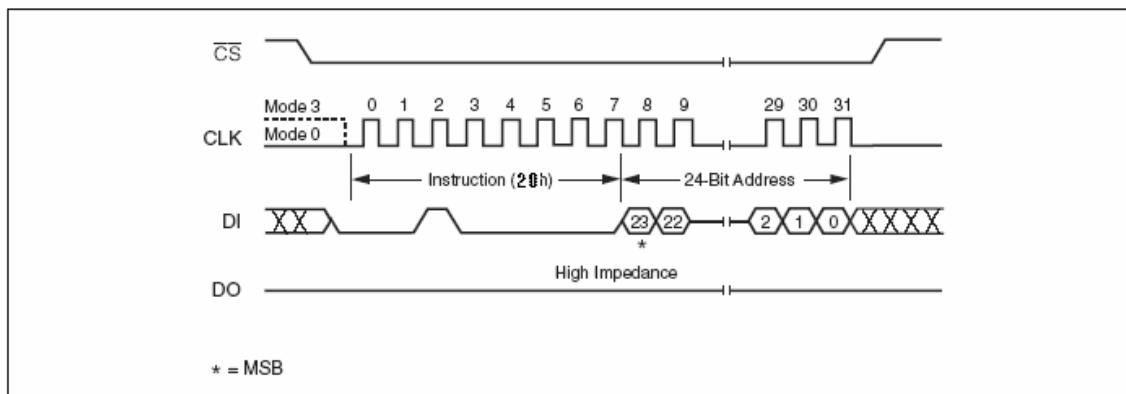 CS
Mode 3
0 1 2 3 4 5 6 7 8 9 29 30 31
CLK
Mode 0
Instruction (20h)
24-Bit Address
DI
23 22 2 1 0
*
High Impedance
DO
* = MSB